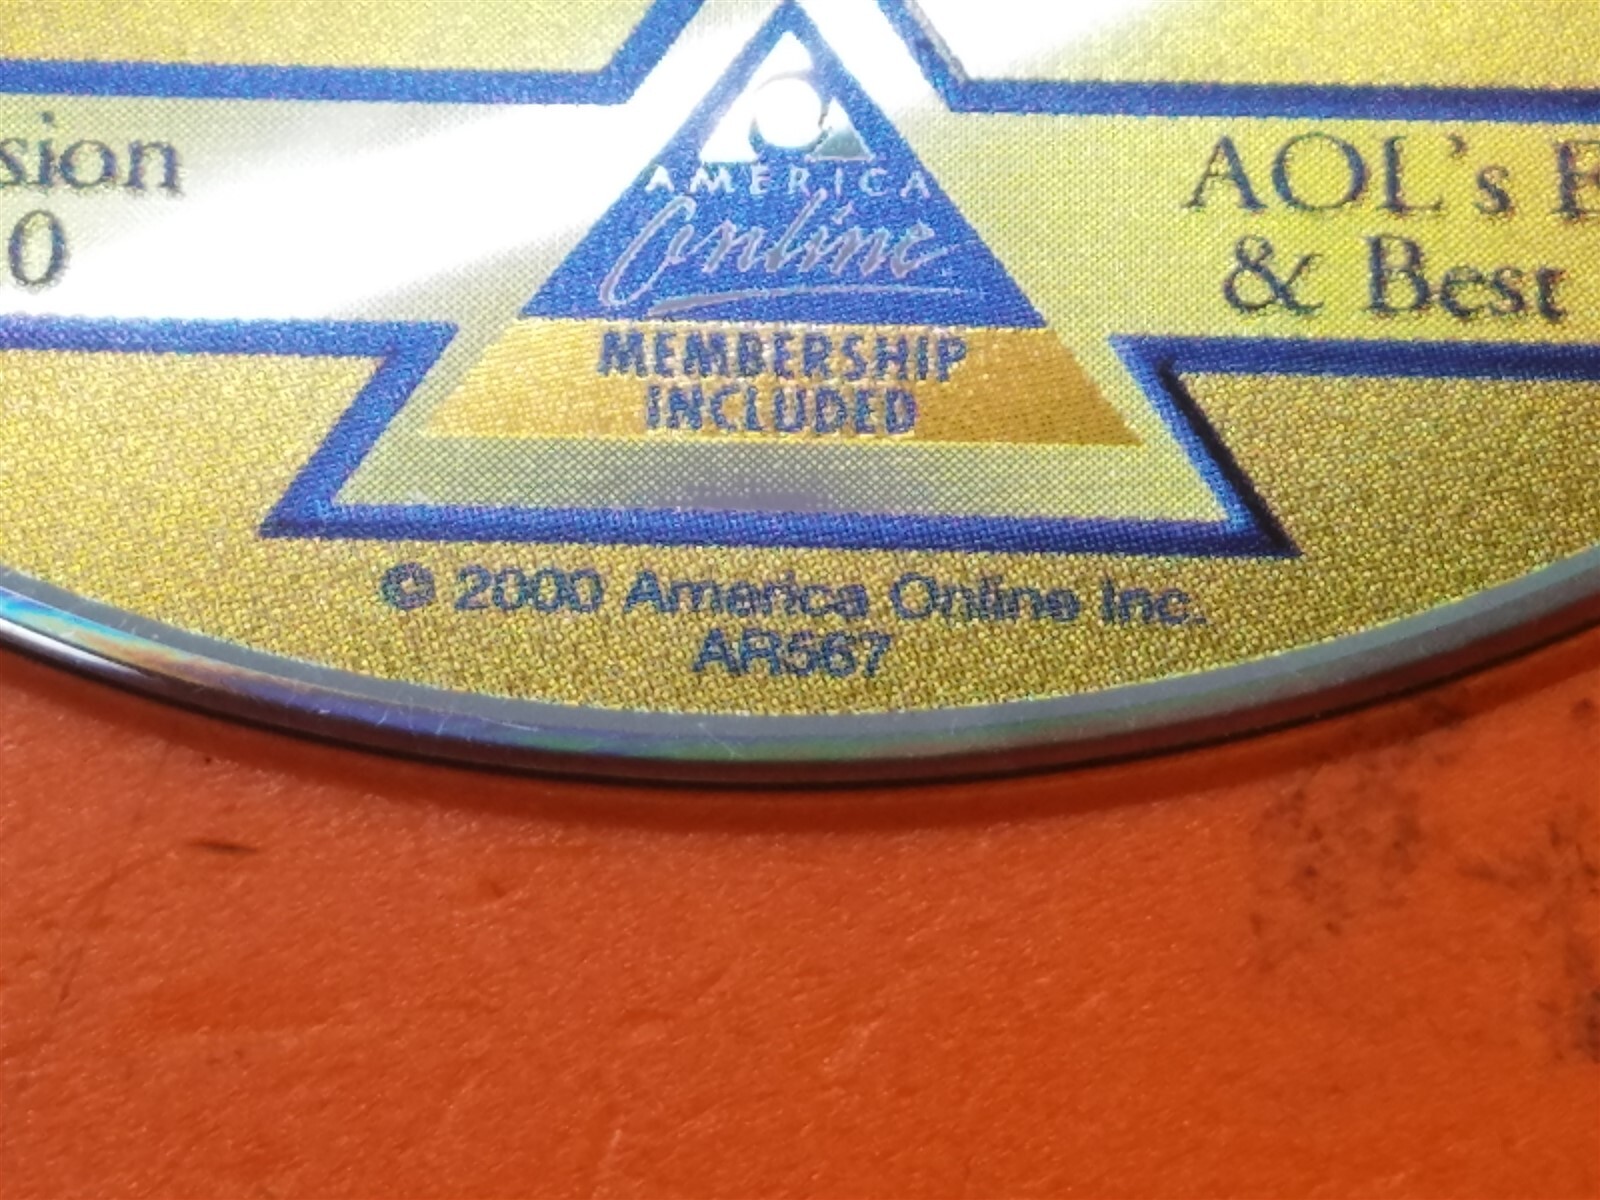 sion
0
AMERICA
Online
MEMBERSHIP
INCLUDED
AOL's
& Best
© 2000 America Online Inc.
AR567